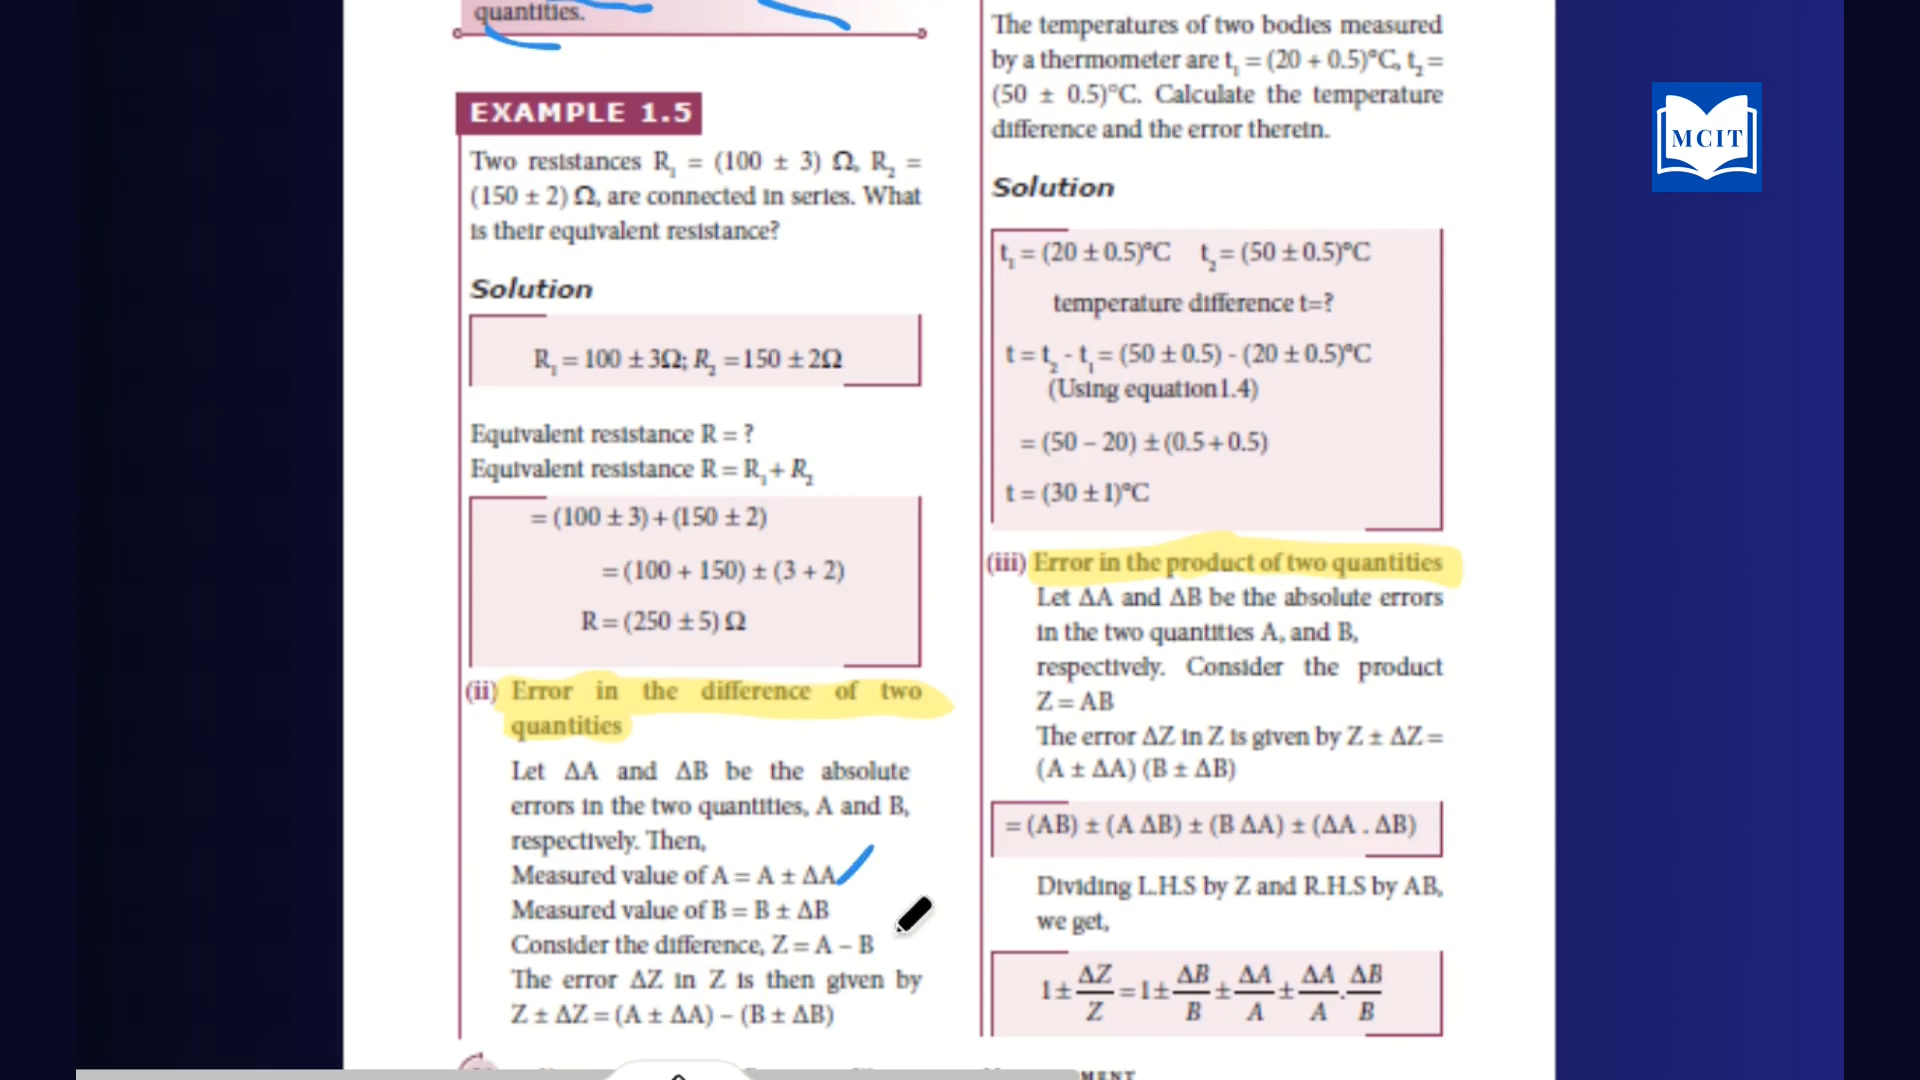 quantities.
EXAMPLE 1.5
Two resistances R₁ = (100 ± 3) Ω, R₂ =
(150 ± 2) Ω, are connected in series. What
is their equivalent resistance?
Solution
R₁ = 100 ± 3Ω; R₂ = 150 ± 2Ω
Equivalent resistance R = ?
Equivalent resistance R = R₁ + R₂
= (100 ± 3) + (150 ± 2)
= (100 + 150) ± (3 + 2)
R = (250 ± 5) Ω
(ii) Error in the difference of two
quantities
Let ΔA and ΔB be the absolute
errors in the two quantities, A and B,
respectively. Then,
Measured value of A = A ± ΔA
Measured value of B = B ± ΔB
Consider the difference, Z = A – B
The error ΔZ in Z is then given by
Z ± ΔZ = (A ± ΔA) – (B ± ΔB)
The temperatures of two bodies measured
by a thermometer are t₁ = (20 + 0.5)°C, t₂ =
(50 ± 0.5)°C. Calculate the temperature
difference and the error therein.
Solution
t₁ = (20 ± 0.5)°C t₂ = (50 ± 0.5)°C
temperature difference t=?
t = t₂ - t₁ = (50 ± 0.5) - (20 ± 0.5)°C
(Using equation1.4)
= (50 – 20) ± (0.5 + 0.5)
t = (30 ± 1)°C
(iii) Error in the product of two quantities
Let ΔA and ΔB be the absolute errors
in the two quantities A, and B,
respectively. Consider the product
Z = AB
The error ΔZ in Z is given by Z ± ΔZ =
(A ± ΔA) (B ± ΔB)
= (AB) ± (A ΔB) ± (B ΔA) ± (ΔA . ΔB)
Dividing L.H.S by Z and R.H.S by AB,
we get,
1 ± ΔZ/Z = 1 ± ΔB/B ± ΔA/A ± ΔA/A . ΔB/B
MCIT